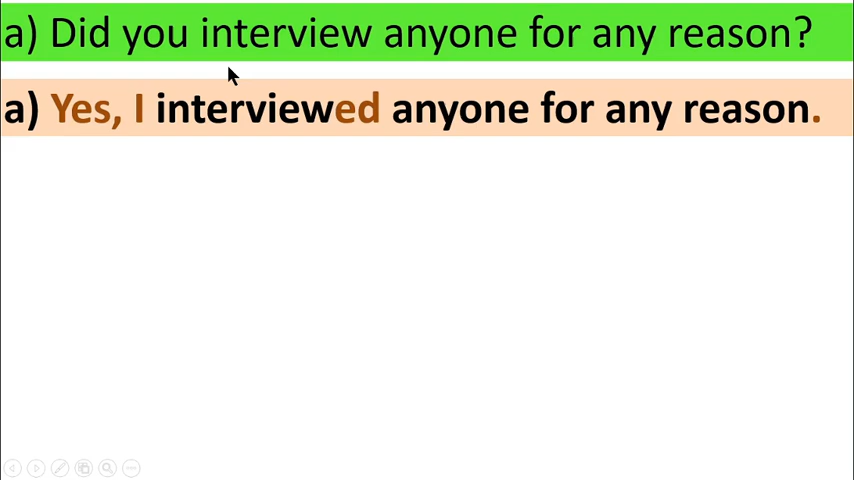 a) Did you interview anyone for any reason?
a) Yes, I interviewed anyone for any reason.